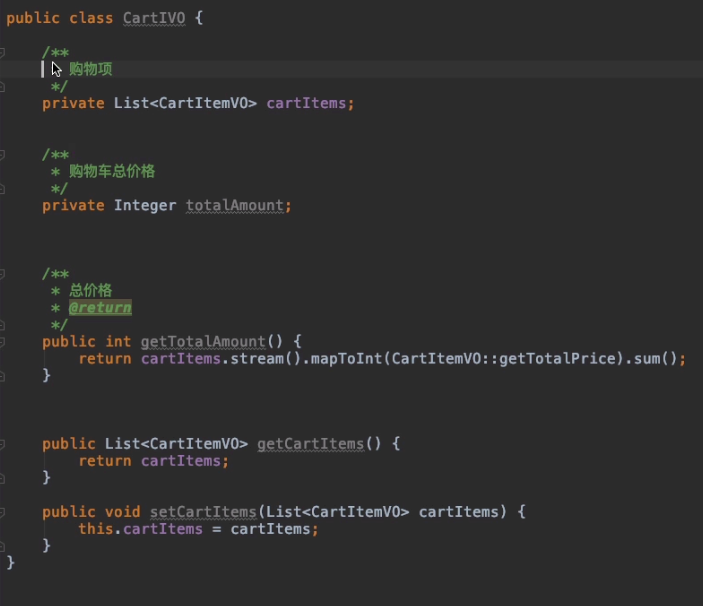 public class CartIVO {
/**
购物项
*/
private List<CartItemVO> cartItems;
/**
* 购物车总价格
*/
private Integer totalAmount;
/**
* 总价格
* @return
*/
public int getTotalAmount() {
return cartItems.stream().mapToInt(CartItemVO::getTotalPrice).sum();
}
public List<CartItemVO> getCartItems() {
return cartItems;
}
public void setCartItems(List<CartItemVO> cartItems) {
this.cartItems = cartItems;
}
}